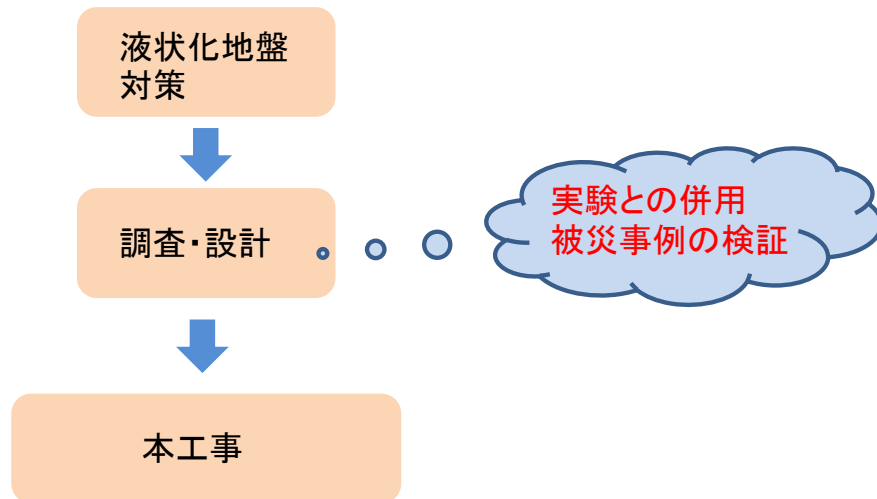 液状化地盤
対策
調査・設計
実験との併用
被災事例の検証
本工事